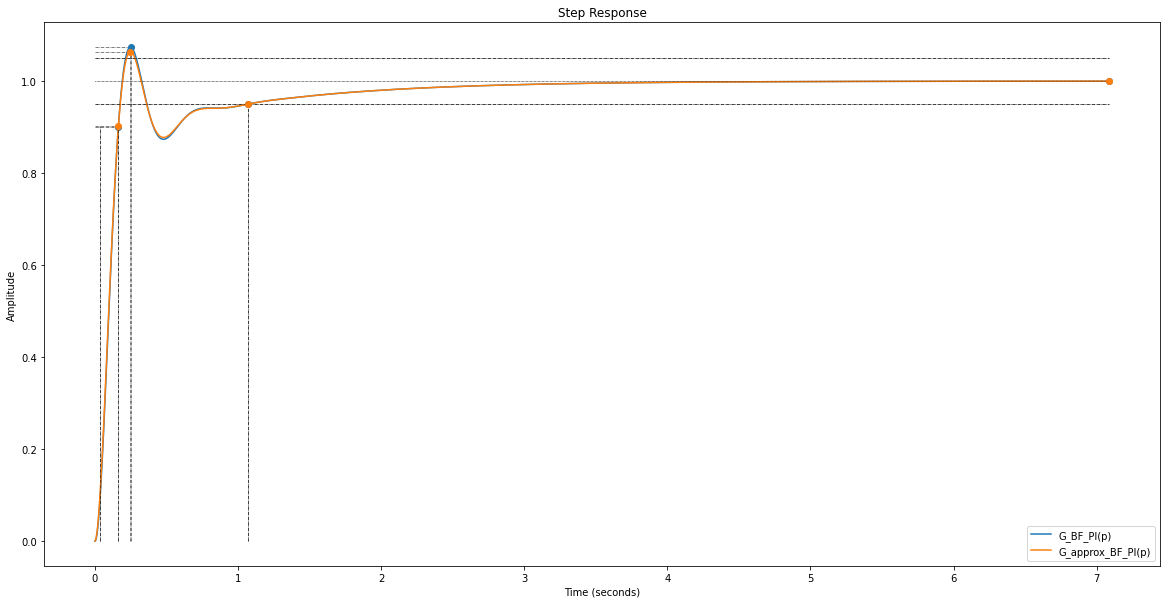 Step Response
Amplitude
1.0
0.8
0.6
0.4
0.2
0.0
0 1 2 3 4 5 6 7
Time (seconds)
G_BF_PI(p)
G_approx_BF_PI(p)